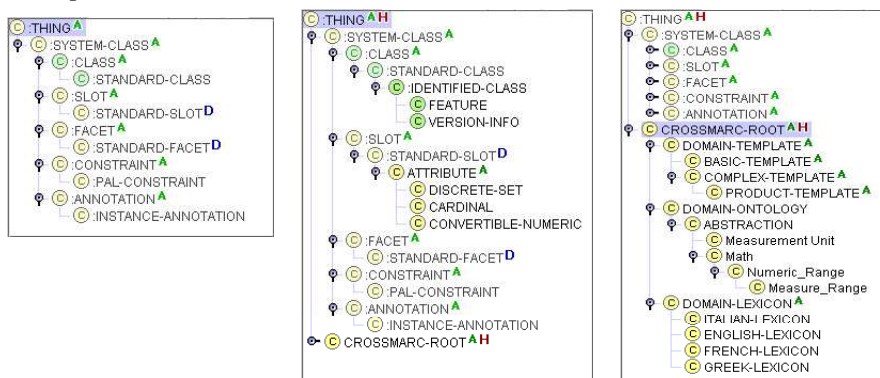 :THING A
:SYSTEM-CLASS A
:CLASS A
:STANDARD-CLASS
:SLOT A
:STANDARD-SLOT D
:FACET A
:STANDARD-FACET D
:CONSTRAINT A
:PAL-CONSTRAINT
:ANNOTATION A
:INSTANCE-ANNOTATION
:THING A H
:SYSTEM-CLASS A
:CLASS A
:STANDARD-CLASS
:IDENTIFIED-CLASS
FEATURE
VERSION-INFO
:SLOT A
:STANDARD-SLOT D
ATTRIBUTE A
DISCRETE-SET
CARDINAL
CONVERTIBLE-NUMERIC
:FACET A
:STANDARD-FACET D
:CONSTRAINT A
:PAL-CONSTRAINT
:ANNOTATION A
:INSTANCE-ANNOTATION
CROSSMARC-ROOT A H
:THING A H
:SYSTEM-CLASS A
:CLASS A
:SLOT A
:FACET A
:CONSTRAINT A
:ANNOTATION A
CROSSMARC-ROOT A H
DOMAIN-TEMPLATE A
BASIC-TEMPLATE A
COMPLEX-TEMPLATE A
PRODUCT-TEMPLATE A
DOMAIN-ONTOLOGY
ABSTRACTION
Measurement Unit
Math
Numeric_Range
Measure_Range
DOMAIN-LEXICON A
ITALIAN-LEXICON
ENGLISH-LEXICON
FRENCH-LEXICON
GREEK-LEXICON